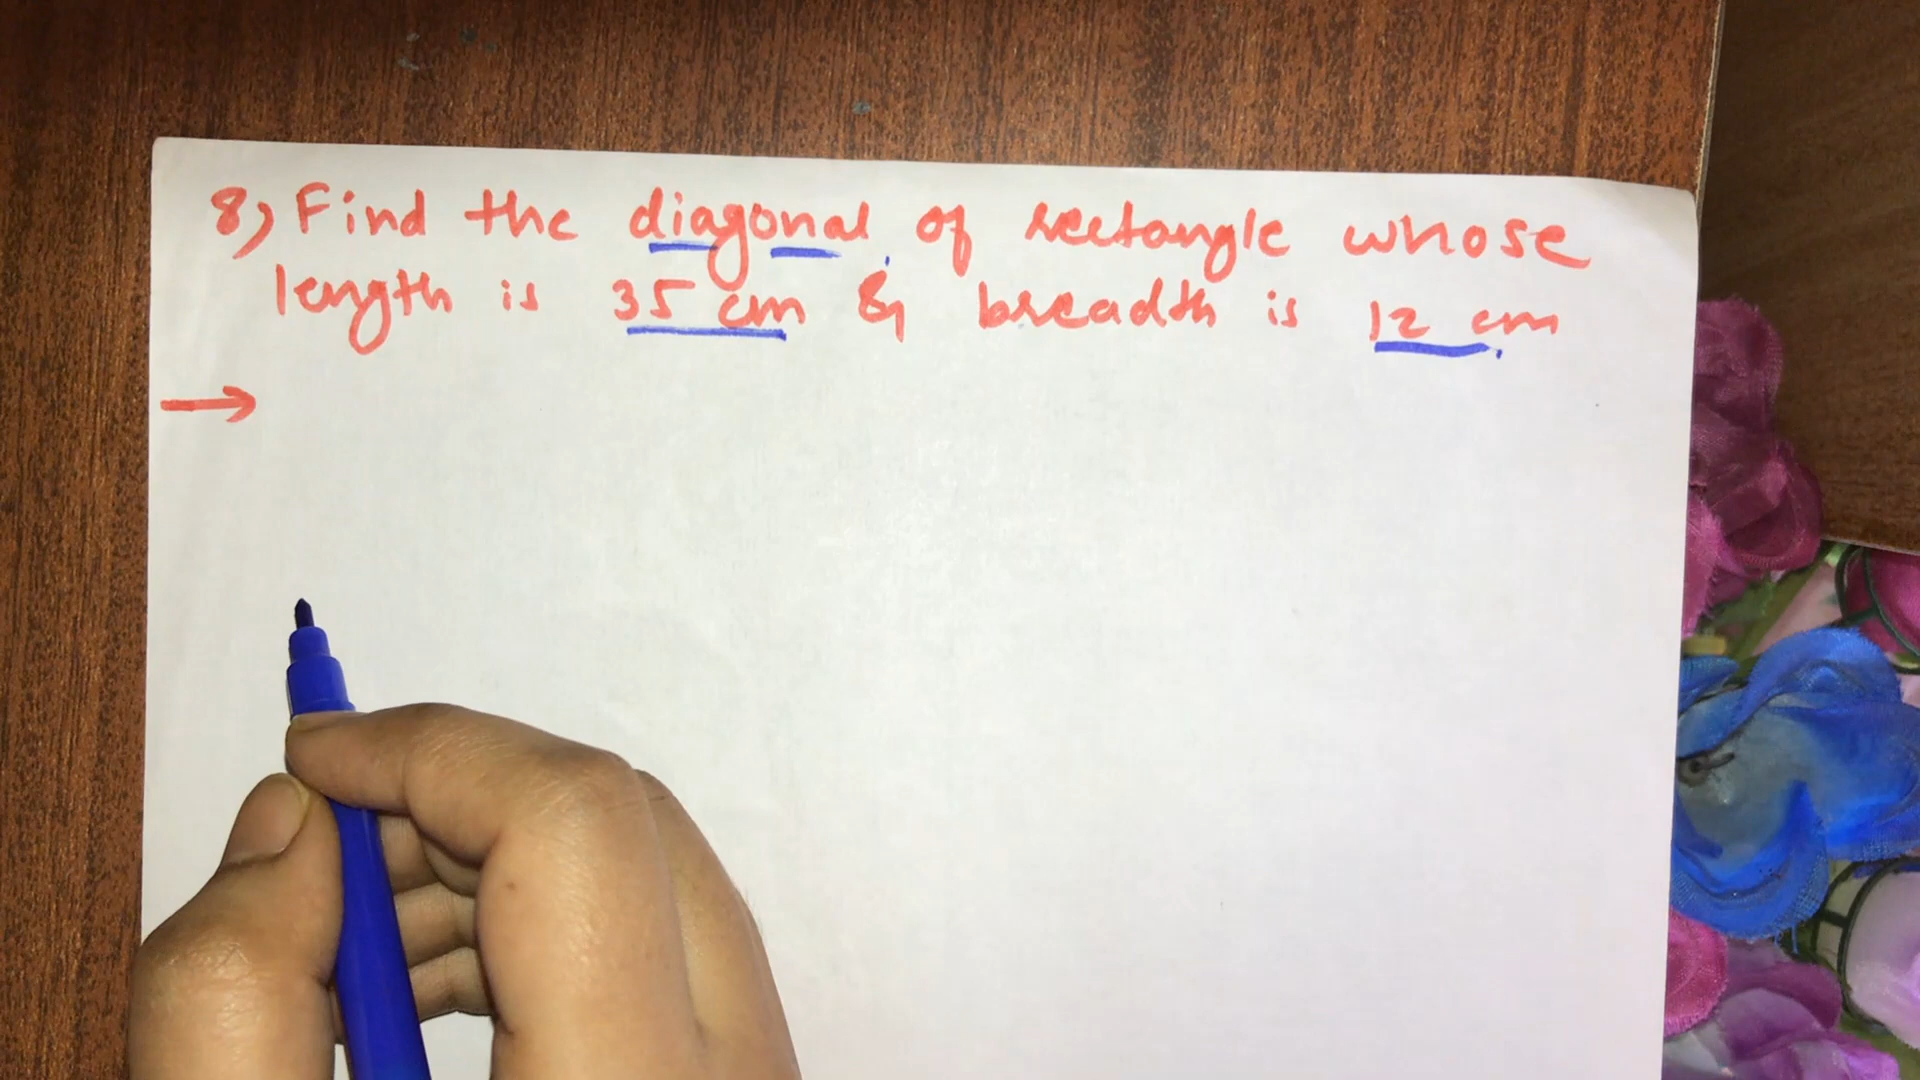 8) Find the diagonal of rectangle whose
length is 35 cm & breadth is 12 cm
→